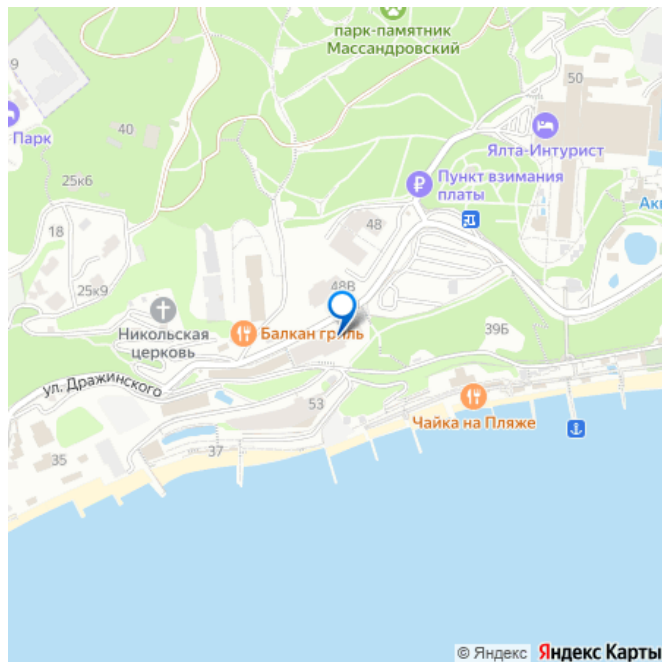 парк-памятник
Массандровский
9
50
Парк
40
Ялта-Интурист
Пункт взимания
платы
25к6
Ак
18
48
25к9
48В
Никольская
церковь
Балкан гриль
39Б
ул. Дражинского
53
Чайка на Пляже
37
35
© Яндекс Яндекс Карты